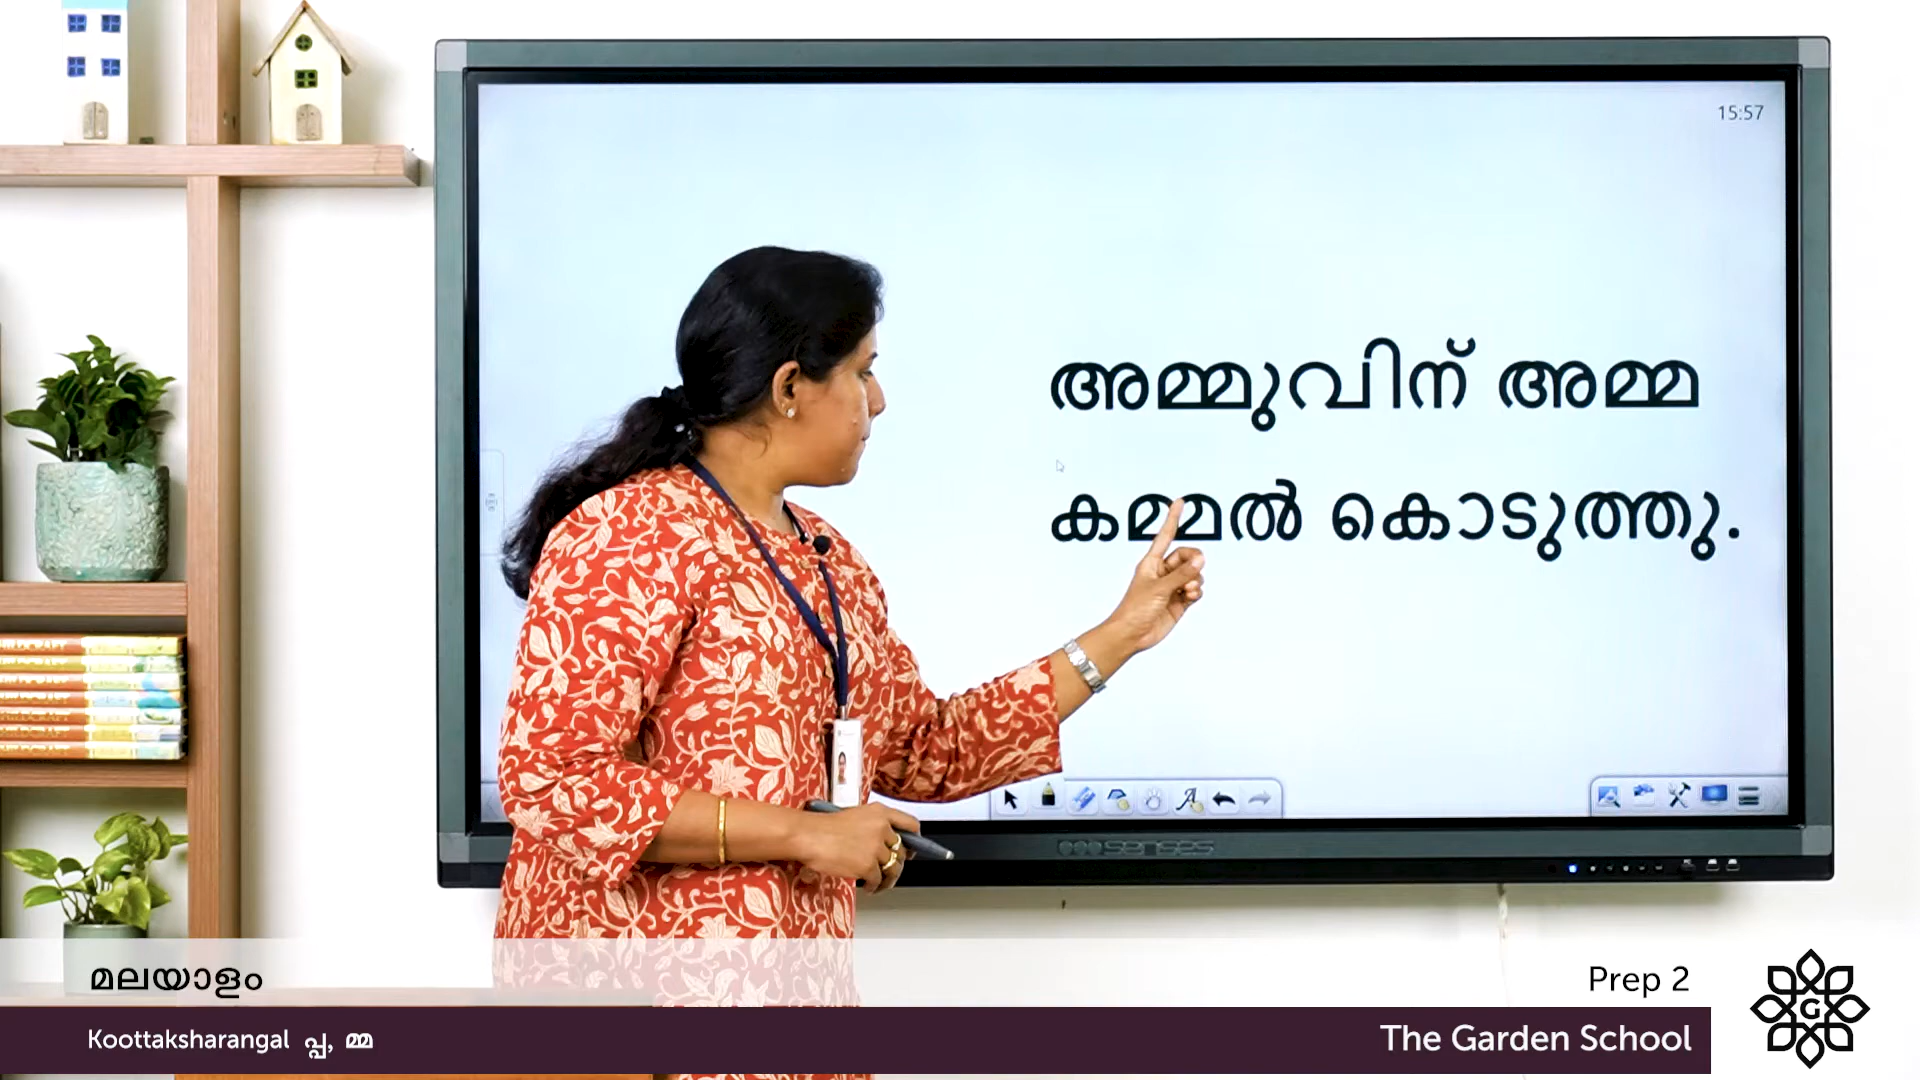 15:57
അമ്മുവിന് അമ്മ
കമ്മൽ കൊടുത്തു.
മലയാളം
Prep 2
Koottaksharangal പ്പ, മ്മ
The Garden School
G